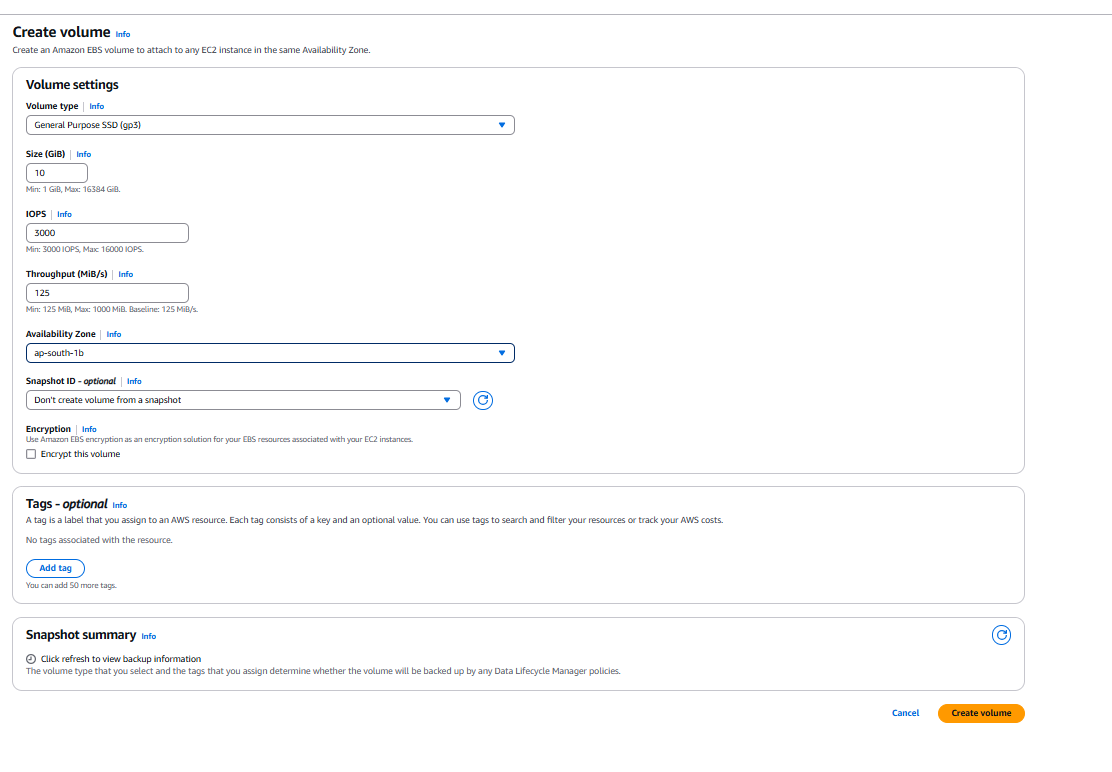 Create volume Info
Create an Amazon EBS volume to attach to any EC2 instance in the same Availability Zone.
Volume settings
Volume type | Info
General Purpose SSD (gp3)
Size (GiB) | Info
10
Min: 1 GiB, Max: 16384 GiB.
IOPS | Info
3000
Min: 3000 IOPS, Max: 16000 IOPS.
Throughput (MiB/s) | Info
125
Min: 125 MiB, Max: 1000 MiB. Baseline: 125 MiB/s.
Availability Zone | Info
ap-south-1b
Snapshot ID - optional | Info
Don't create volume from a snapshot
Encryption | Info
Use Amazon EBS encryption as an encryption solution for your EBS resources associated with your EC2 instances.
Encrypt this volume
Tags - optional Info
A tag is a label that you assign to an AWS resource. Each tag consists of a key and an optional value. You can use tags to search and filter your resources or track your AWS costs.
No tags associated with the resource.
Add tag
You can add 50 more tags.
Snapshot summary Info
Click refresh to view backup information
The volume type that you select and the tags that you assign determine whether the volume will be backed up by any Data Lifecycle Manager policies.
Cancel Create volume